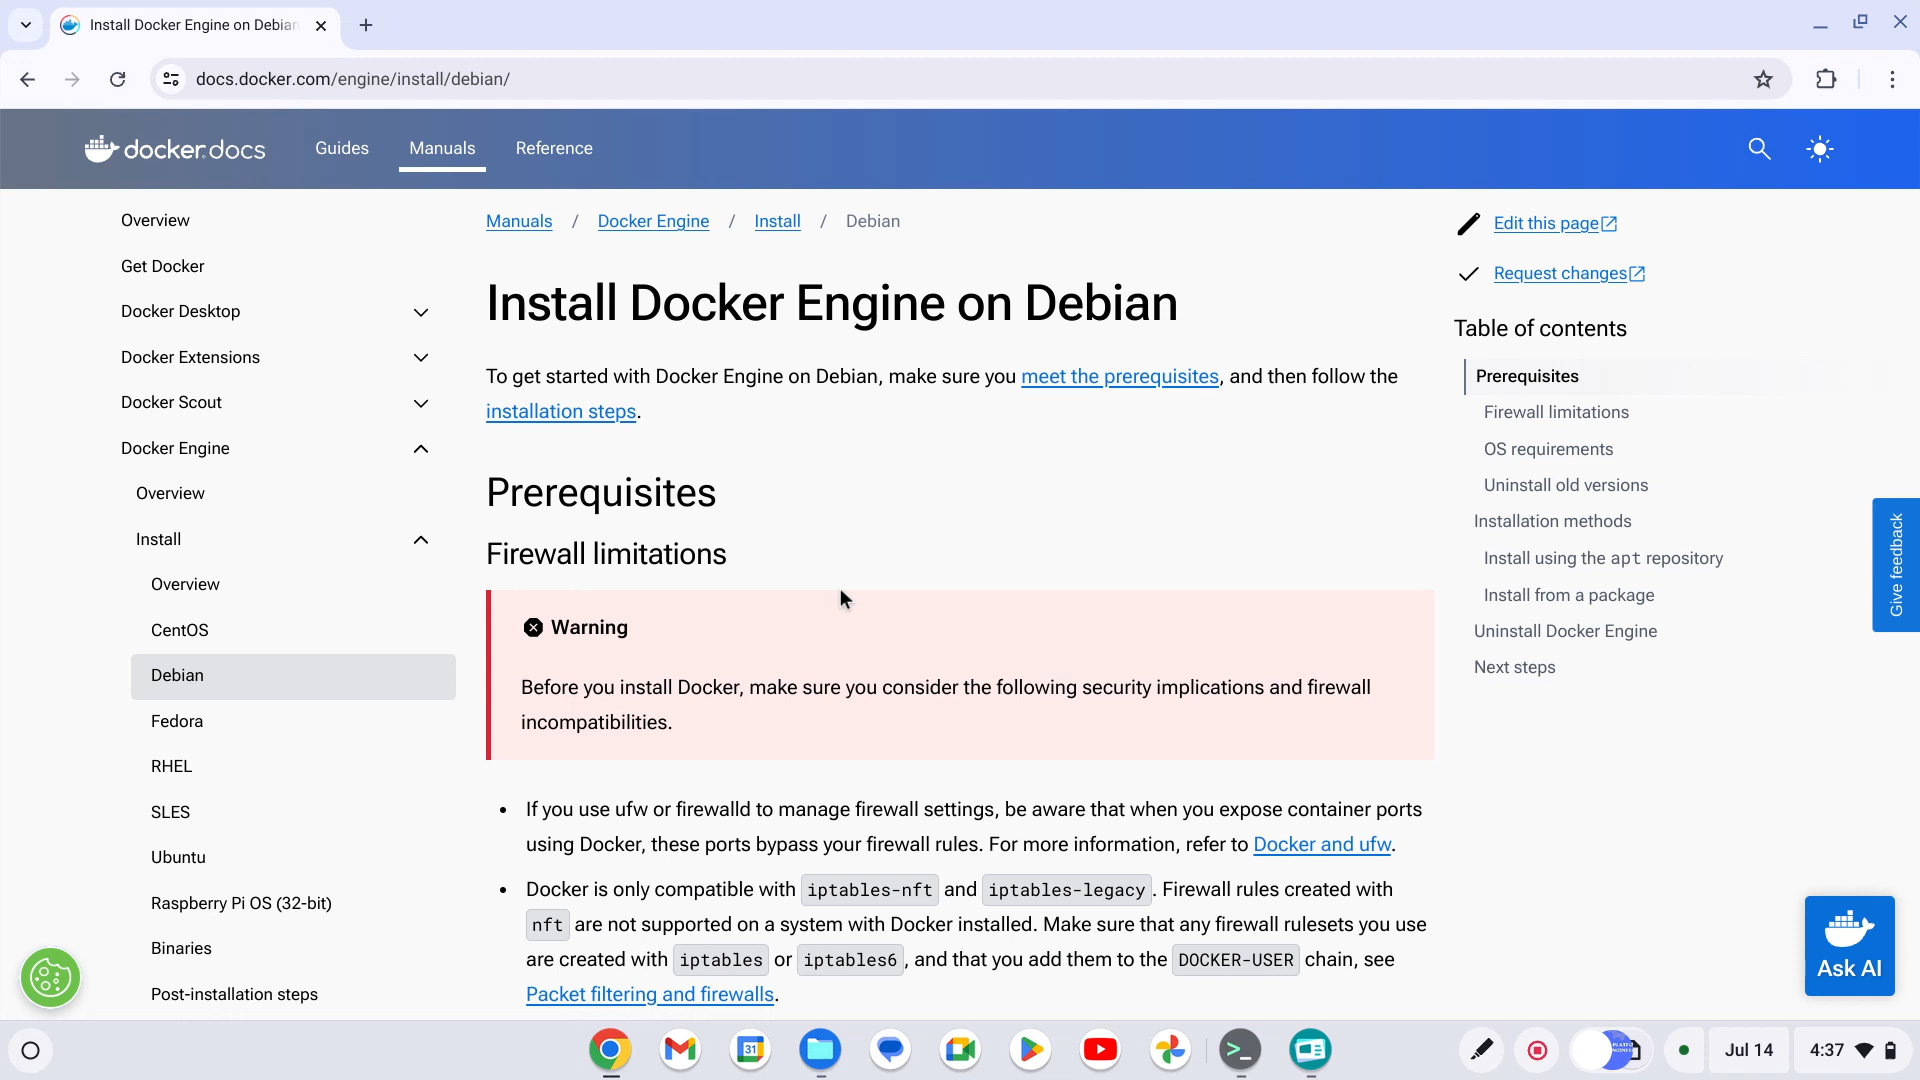 Install Docker Engine on Debian
docs.docker.com/engine/install/debian/
docker.docs
Guides
Manuals
Reference
Overview
Get Docker
Docker Desktop
Docker Extensions
Docker Scout
Docker Engine
Overview
Install
Overview
CentOS
Debian
Fedora
RHEL
SLES
Ubuntu
Raspberry Pi OS (32-bit)
Binaries
Post-installation steps
Manuals / Docker Engine / Install / Debian
Install Docker Engine on Debian
To get started with Docker Engine on Debian, make sure you meet the prerequisites, and then follow the
installation steps.
Prerequisites
Firewall limitations
Warning
Before you install Docker, make sure you consider the following security implications and firewall
incompatibilities.
• If you use ufw or firewalld to manage firewall settings, be aware that when you expose container ports
using Docker, these ports bypass your firewall rules. For more information, refer to Docker and ufw.
• Docker is only compatible with iptables-nft and iptables-legacy. Firewall rules created with
nft are not supported on a system with Docker installed. Make sure that any firewall rulesets you use
are created with iptables or iptables6, and that you add them to the DOCKER-USER chain, see
Packet filtering and firewalls.
Edit this page
Request changes
Table of contents
Prerequisites
Firewall limitations
OS requirements
Uninstall old versions
Installation methods
Install using the apt repository
Install from a package
Uninstall Docker Engine
Next steps
Give feedback
Ask AI
31
Jul 14
4:37